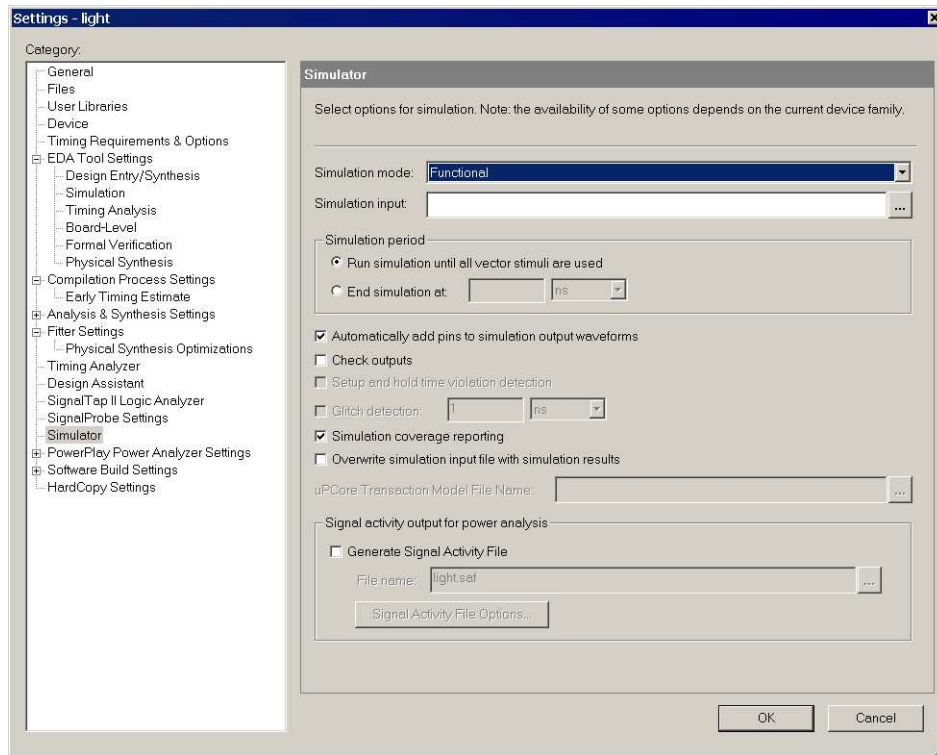 Settings - light
Category:
General
Files
User Libraries
Device
Timing Requirements & Options
EDA Tool Settings
Design Entry/Synthesis
Simulation
Timing Analysis
Board-Level
Formal Verification
Physical Synthesis
Compilation Process Settings
Early Timing Estimate
Analysis & Synthesis Settings
Fitter Settings
Physical Synthesis Optimizations
Timing Analyzer
Design Assistant
SignalTap II Logic Analyzer
SignalProbe Settings
Simulator
PowerPlay Power Analyzer Settings
Software Build Settings
HardCopy Settings
Simulator
Select options for simulation. Note: the availability of some options depends on the current device family.
Simulation mode: Functional
Simulation input: ...
Simulation period
Run simulation until all vector stimuli are used
End simulation at: ns
Automatically add pins to simulation output waveforms
Check outputs
Setup and hold time violation detection
Glitch detection: 1 ns
Simulation coverage reporting
Overwrite simulation input file with simulation results
uPCore Transaction Model File Name: ...
Signal activity output for power analysis
Generate Signal Activity File
File name: light.saf ...
Signal Activity File Options...
OK Cancel